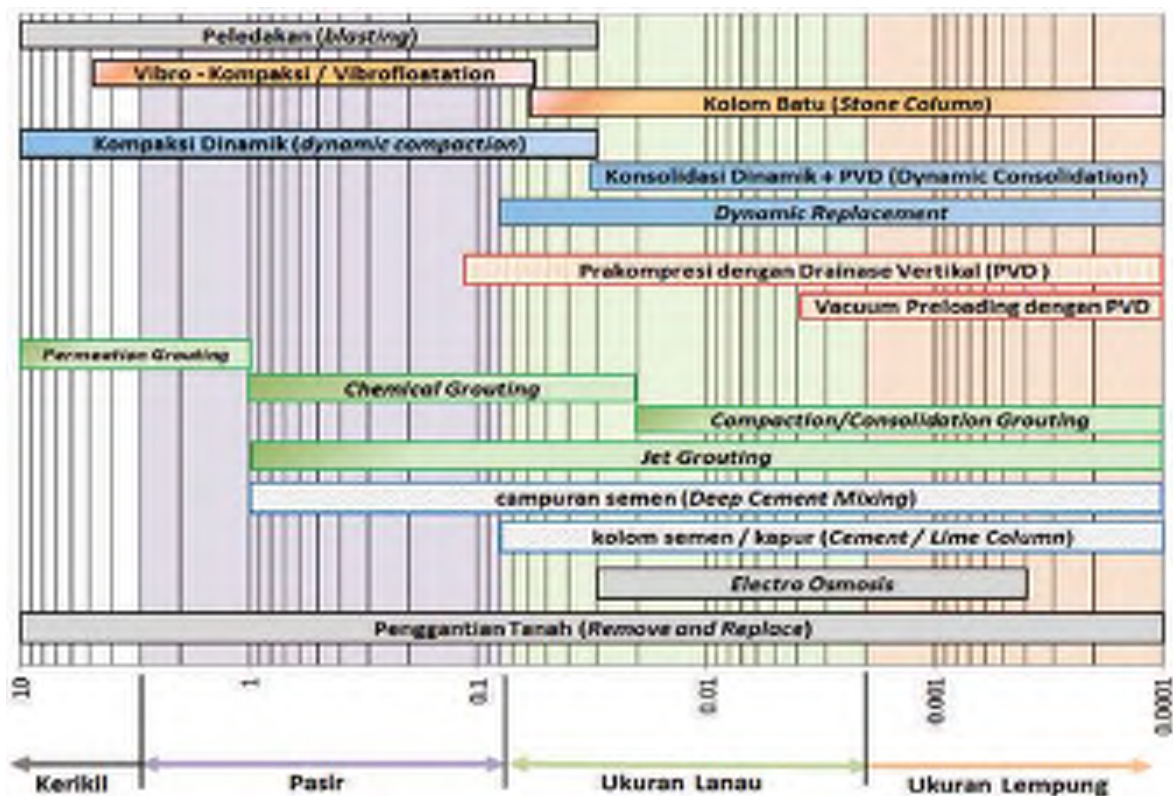 Peledakan (blasting)
Vibro - Kompaksi / Vibrofloatation
Kolom Batu (Stone Column)
Kompaksi Dinamik (dynamic compaction)
Konsolidasi Dinamik + PVD (Dynamic Consolidation)
Dynamic Replacement
Prakompresi dengan Drainase Vertikal (PVD )
Vacuum Preloading dengan PVD
Permeation Grouting
Chemical Grouting
Compaction/Consolidation Grouting
Jet Grouting
campuran semen (Deep Cement Mixing)
kolom semen / kapur (Cement / Lime Column)
Electro Osmosis
Penggantian Tanah (Remove and Replace)
10
1
0.1
0.01
0.001
0.0001
Kerikil
Pasir
Ukuran Lanau
Ukuran Lempung